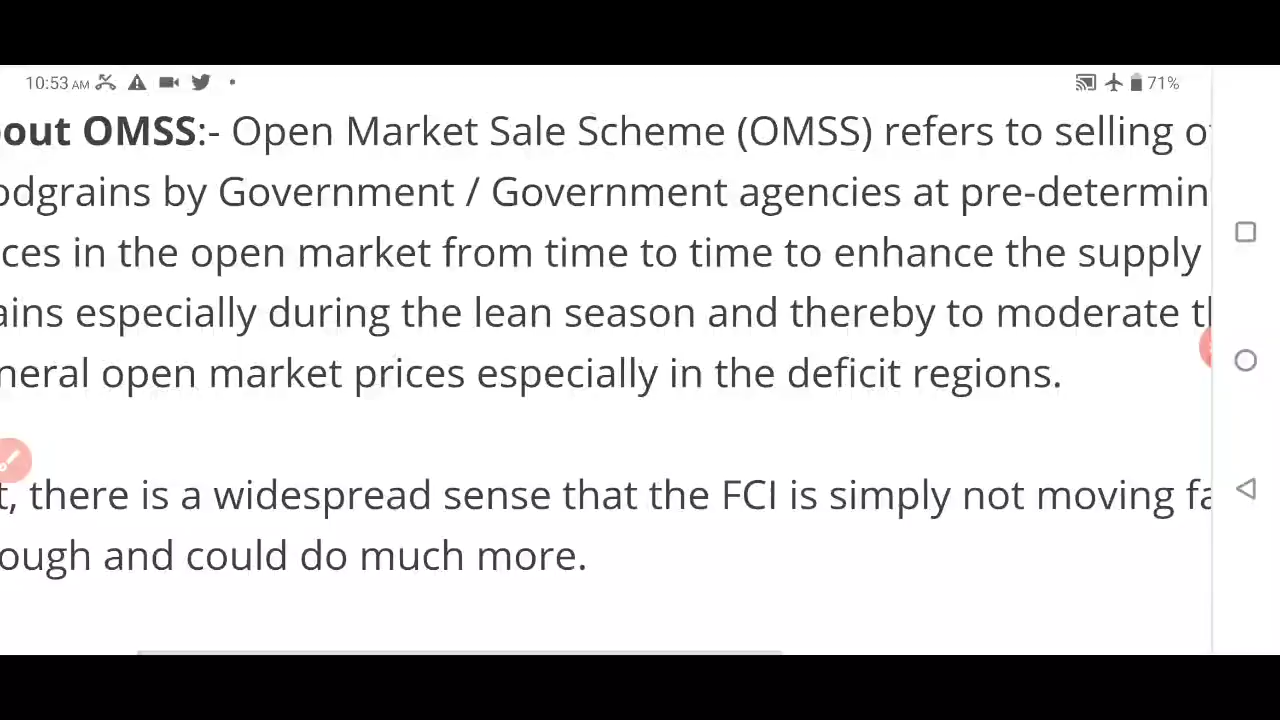 10:53 AM 71%
out OMSS:- Open Market Sale Scheme (OMSS) refers to selling o
odgrains by Government / Government agencies at pre-determin
ces in the open market from time to time to enhance the supply
ains especially during the lean season and thereby to moderate t
neral open market prices especially in the deficit regions.
t, there is a widespread sense that the FCI is simply not moving fa
ough and could do much more.